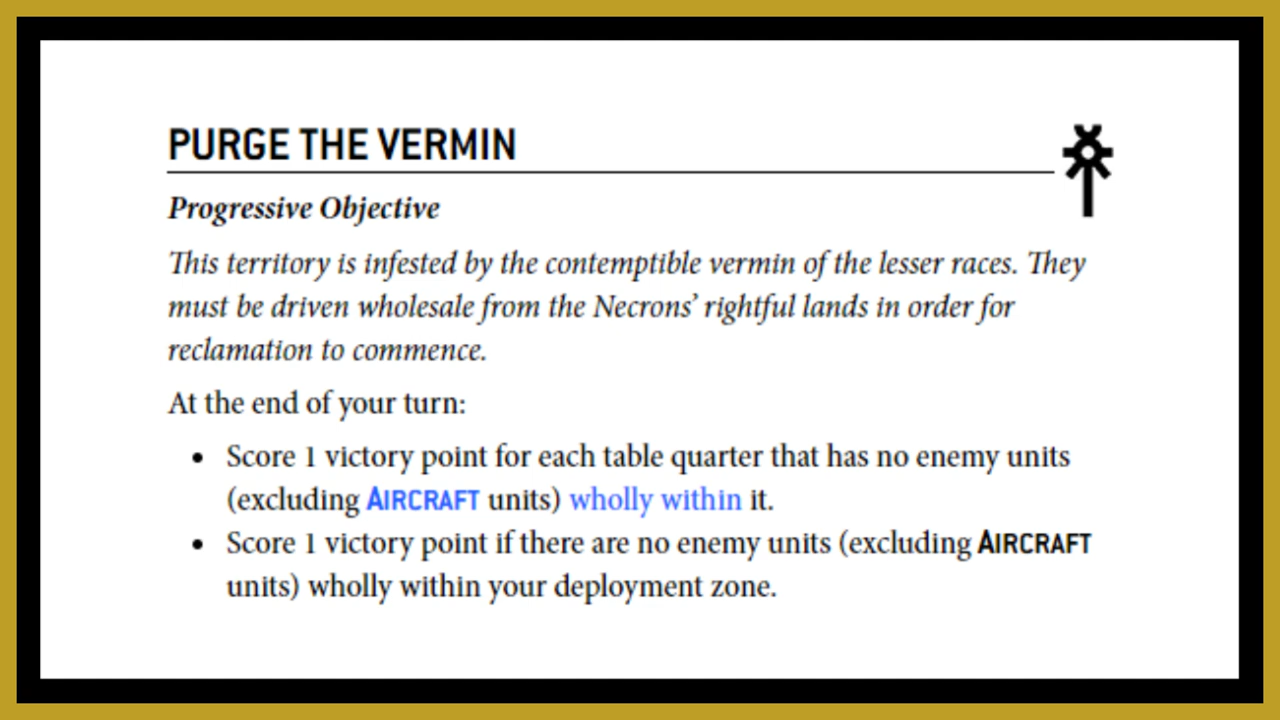 PURGE THE VERMIN
Progressive Objective
This territory is infested by the contemptible vermin of the lesser races. They
must be driven wholesale from the Necrons’ rightful lands in order for
reclamation to commence.
At the end of your turn:
• Score 1 victory point for each table quarter that has no enemy units
(excluding AIRCRAFT units) wholly within it.
• Score 1 victory point if there are no enemy units (excluding AIRCRAFT
units) wholly within your deployment zone.